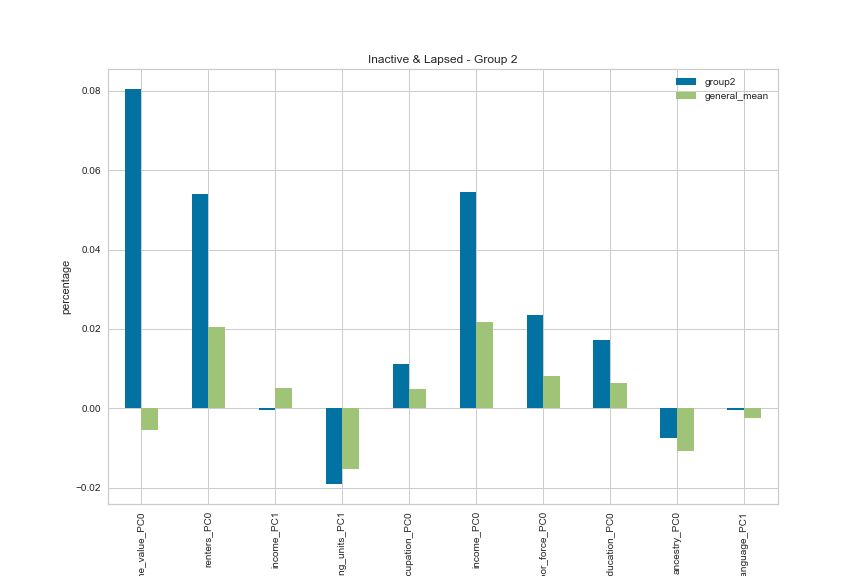 Inactive & Lapsed - Group 2
group2
general_mean
percentage
0.08
0.06
0.04
0.02
0.00
−0.02
ne_value_PC0
renters_PC0
income_PC1
ng_units_PC1
cupation_PC0
income_PC0
or_force_PC0
ducation_PC0
ancestry_PC0
anguage_PC1